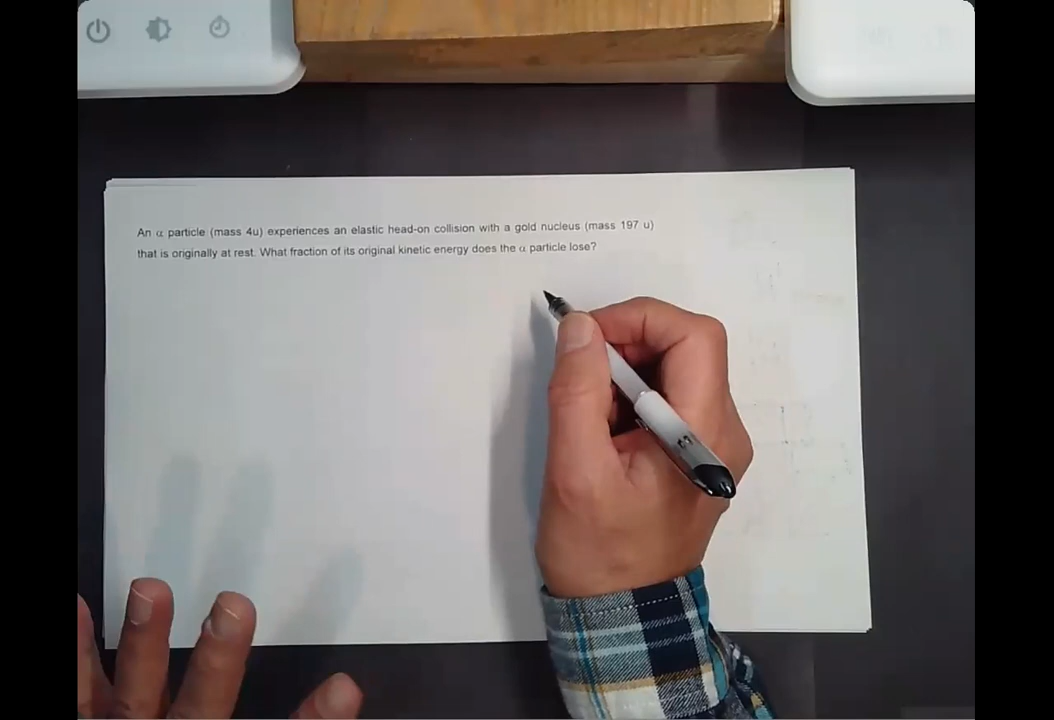 An α particle (mass 4u) experiences an elastic head-on collision with a gold nucleus (mass 197 u)
that is originally at rest. What fraction of its original kinetic energy does the α particle lose?